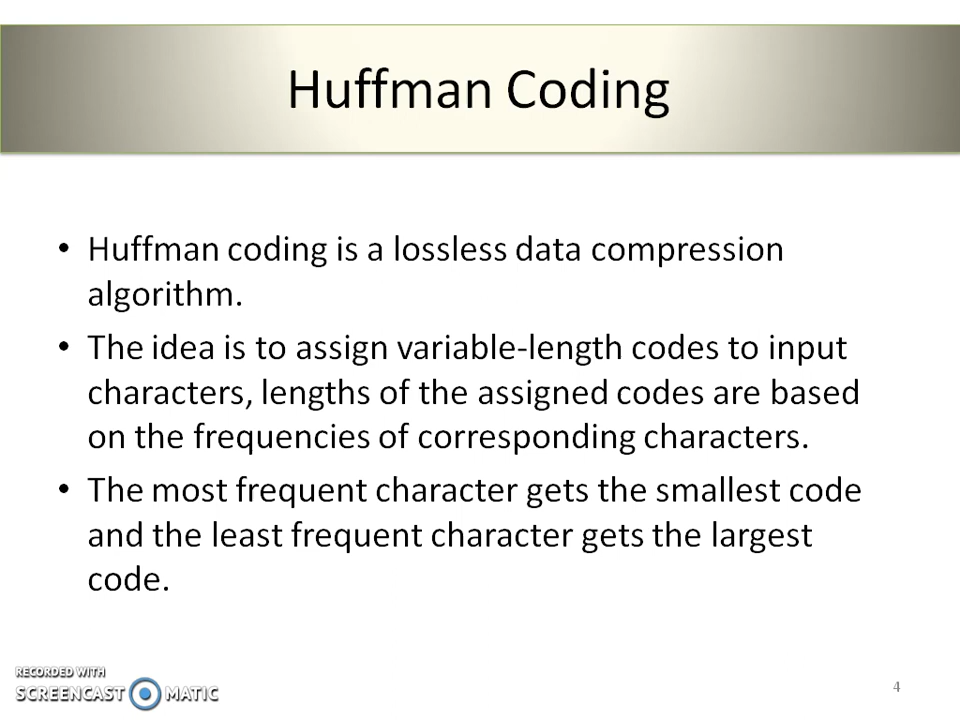 Huffman Coding
• Huffman coding is a lossless data compression
algorithm.
• The idea is to assign variable-length codes to input
characters, lengths of the assigned codes are based
on the frequencies of corresponding characters.
• The most frequent character gets the smallest code
and the least frequent character gets the largest
code.
RECORDED WITH
SCREENCAST MATIC
4